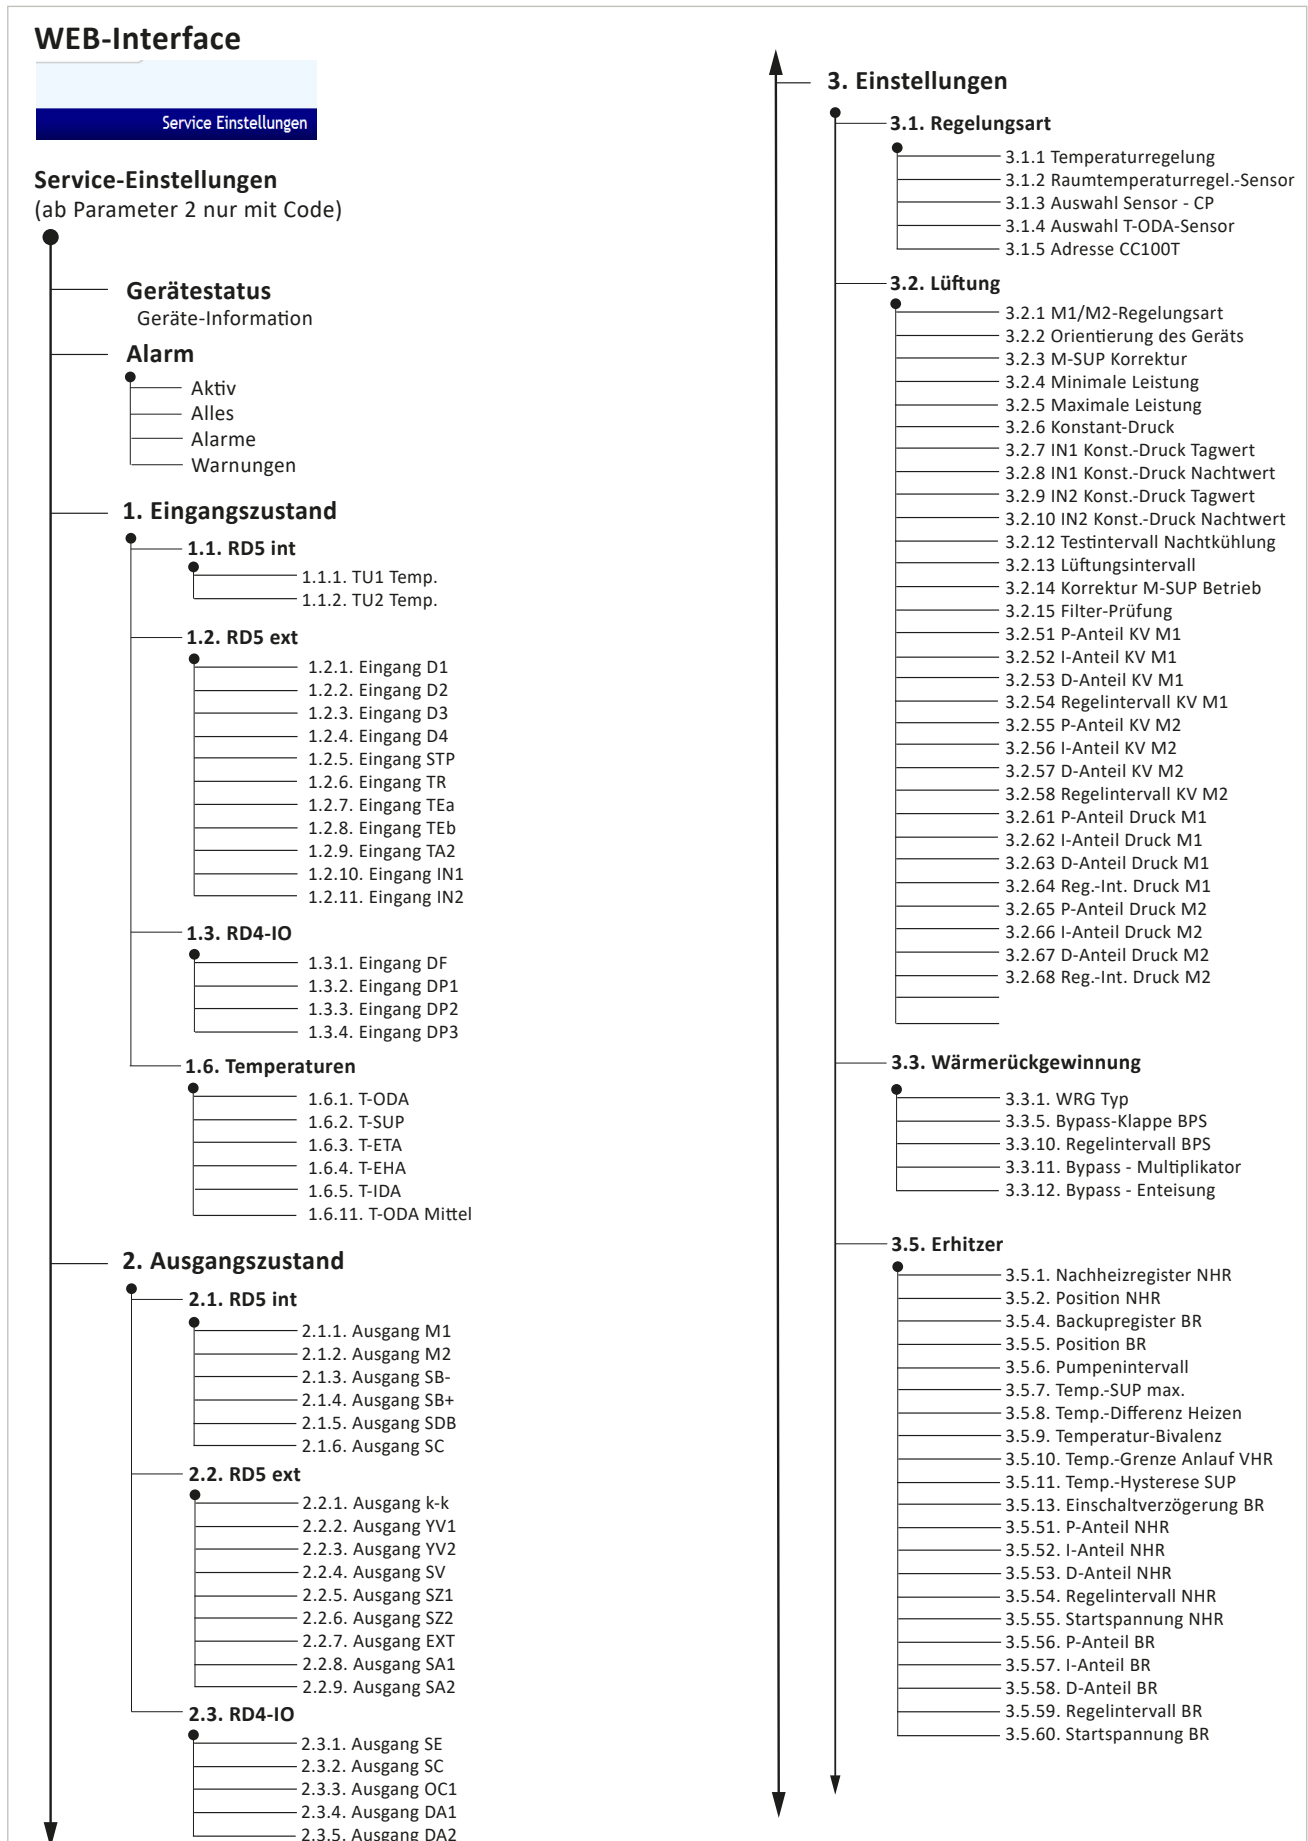 WEB-Interface
Service Einstellungen
Service-Einstellungen
(ab Parameter 2 nur mit Code)
Gerätestatus
Geräte-Information
Alarm
Aktiv
Alles
Alarme
Warnungen
1. Eingangszustand
1.1. RD5 int
1.1.1. TU1 Temp.
1.1.2. TU2 Temp.
1.2. RD5 ext
1.2.1. Eingang D1
1.2.2. Eingang D2
1.2.3. Eingang D3
1.2.4. Eingang D4
1.2.5. Eingang STP
1.2.6. Eingang TR
1.2.7. Eingang TEa
1.2.8. Eingang TEb
1.2.9. Eingang TA2
1.2.10. Eingang IN1
1.2.11. Eingang IN2
1.3. RD4-IO
1.3.1. Eingang DF
1.3.2. Eingang DP1
1.3.3. Eingang DP2
1.3.4. Eingang DP3
1.6. Temperaturen
1.6.1. T-ODA
1.6.2. T-SUP
1.6.3. T-ETA
1.6.4. T-EHA
1.6.5. T-IDA
1.6.11. T-ODA Mittel
2. Ausgangszustand
2.1. RD5 int
2.1.1. Ausgang M1
2.1.2. Ausgang M2
2.1.3. Ausgang SB-
2.1.4. Ausgang SB+
2.1.5. Ausgang SDB
2.1.6. Ausgang SC
2.2. RD5 ext
2.2.1. Ausgang k-k
2.2.2. Ausgang YV1
2.2.3. Ausgang YV2
2.2.4. Ausgang SV
2.2.5. Ausgang SZ1
2.2.6. Ausgang SZ2
2.2.7. Ausgang EXT
2.2.8. Ausgang SA1
2.2.9. Ausgang SA2
2.3. RD4-IO
2.3.1. Ausgang SE
2.3.2. Ausgang SC
2.3.3. Ausgang OC1
2.3.4. Ausgang DA1
2.3.5. Ausgang DA2
3. Einstellungen
3.1. Regelungsart
3.1.1 Temperaturregelung
3.1.2 Raumtemperaturregel.-Sensor
3.1.3 Auswahl Sensor - CP
3.1.4 Auswahl T-ODA-Sensor
3.1.5 Adresse CC100T
3.2. Lüftung
3.2.1 M1/M2-Regelungsart
3.2.2 Orientierung des Geräts
3.2.3 M-SUP Korrektur
3.2.4 Minimale Leistung
3.2.5 Maximale Leistung
3.2.6 Konstant-Druck
3.2.7 IN1 Konst.-Druck Tagwert
3.2.8 IN1 Konst.-Druck Nachtwert
3.2.9 IN2 Konst.-Druck Tagwert
3.2.10 IN2 Konst.-Druck Nachtwert
3.2.12 Testintervall Nachtkühlung
3.2.13 Lüftungsintervall
3.2.14 Korrektur M-SUP Betrieb
3.2.15 Filter-Prüfung
3.2.51 P-Anteil KV M1
3.2.52 I-Anteil KV M1
3.2.53 D-Anteil KV M1
3.2.54 Regelintervall KV M1
3.2.55 P-Anteil KV M2
3.2.56 I-Anteil KV M2
3.2.57 D-Anteil KV M2
3.2.58 Regelintervall KV M2
3.2.61 P-Anteil Druck M1
3.2.62 I-Anteil Druck M1
3.2.63 D-Anteil Druck M1
3.2.64 Reg.-Int. Druck M1
3.2.65 P-Anteil Druck M2
3.2.66 I-Anteil Druck M2
3.2.67 D-Anteil Druck M2
3.2.68 Reg.-Int. Druck M2
3.3. Wärmerückgewinnung
3.3.1. WRG Typ
3.3.5. Bypass-Klappe BPS
3.3.10. Regelintervall BPS
3.3.11. Bypass - Multiplikator
3.3.12. Bypass - Enteisung
3.5. Erhitzer
3.5.1. Nachheizregister NHR
3.5.2. Position NHR
3.5.4. Backupregister BR
3.5.5. Position BR
3.5.6. Pumpenintervall
3.5.7. Temp.-SUP max.
3.5.8. Temp.-Differenz Heizen
3.5.9. Temperatur-Bivalenz
3.5.10. Temp.-Grenze Anlauf VHR
3.5.11. Temp.-Hysterese SUP
3.5.13. Einschaltverzögerung BR
3.5.51. P-Anteil NHR
3.5.52. I-Anteil NHR
3.5.53. D-Anteil NHR
3.5.54. Regelintervall NHR
3.5.55. Startspannung NHR
3.5.56. P-Anteil BR
3.5.57. I-Anteil BR
3.5.58. D-Anteil BR
3.5.59. Regelintervall BR
3.5.60. Startspannung BR